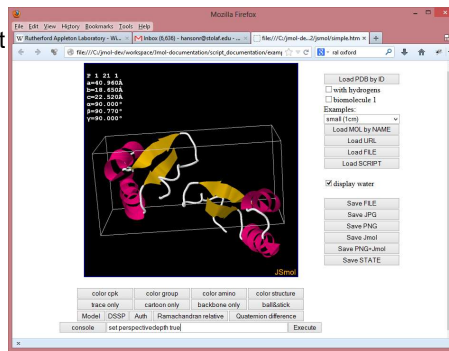 t
Mozilla Firefox
File Edit View History Bookmarks Tools Help
Rutherford Appleton Laboratory - Wi... × Inbox (6,636) - hansonr@stolaf.edu - ... × file:///C:/jmol-de...2/jsmol/simple.htm × +
file:///C:/jmol-dev/workspace/Jmol-documentation/script_documentation/examp ral oxford
P 1 21 1
a=40.960Å
b=18.650Å
c=22.520Å
α=90.000°
β=90.770°
γ=90.000°
JSmol
Load PDB by ID
with hydrogens
biomolecule 1
Examples:
small (1cm)
Load MOL by NAME
Load URL
Load FILE
Load SCRIPT
display water
Save FILE
Save JPG
Save PNG
Save Jmol
Save PNG+Jmol
Save STATE
color cpk color group color amino color structure
trace only cartoon only backbone only ball&stick
Model DSSP Auth Ramachandran relative Quaternion difference
console set perspectivedepth true Execute
×